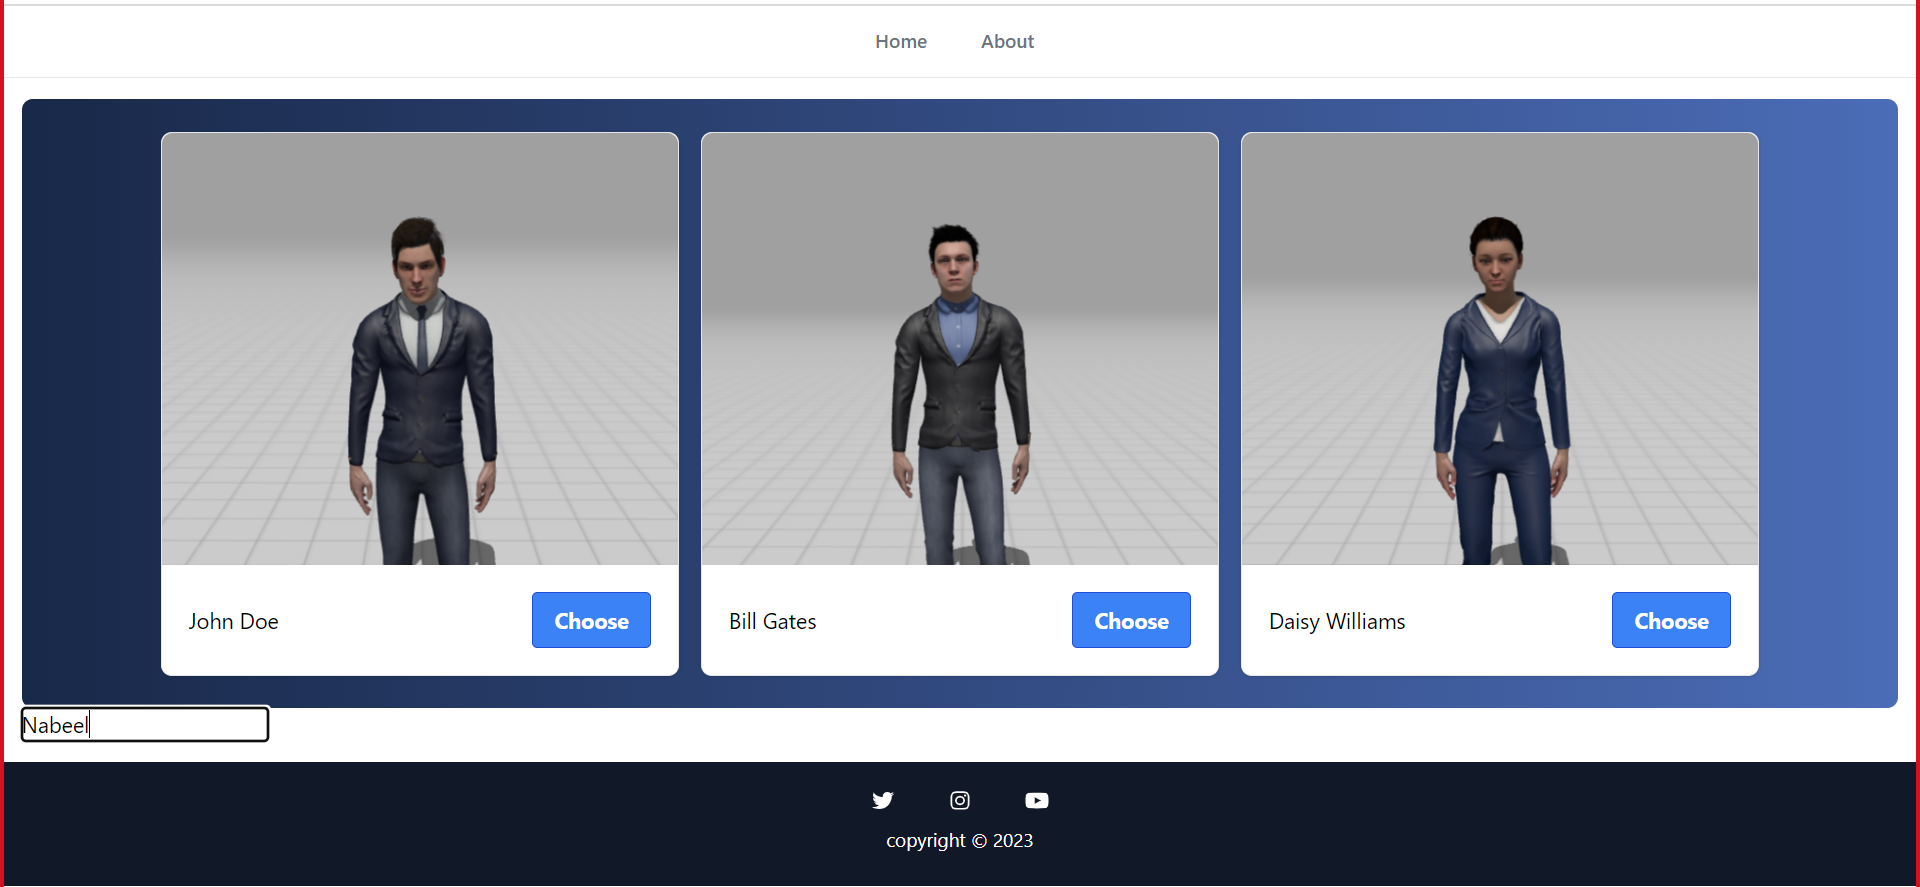 Home About
John Doe Choose
Bill Gates Choose
Daisy Williams Choose
Nabeel
copyright © 2023